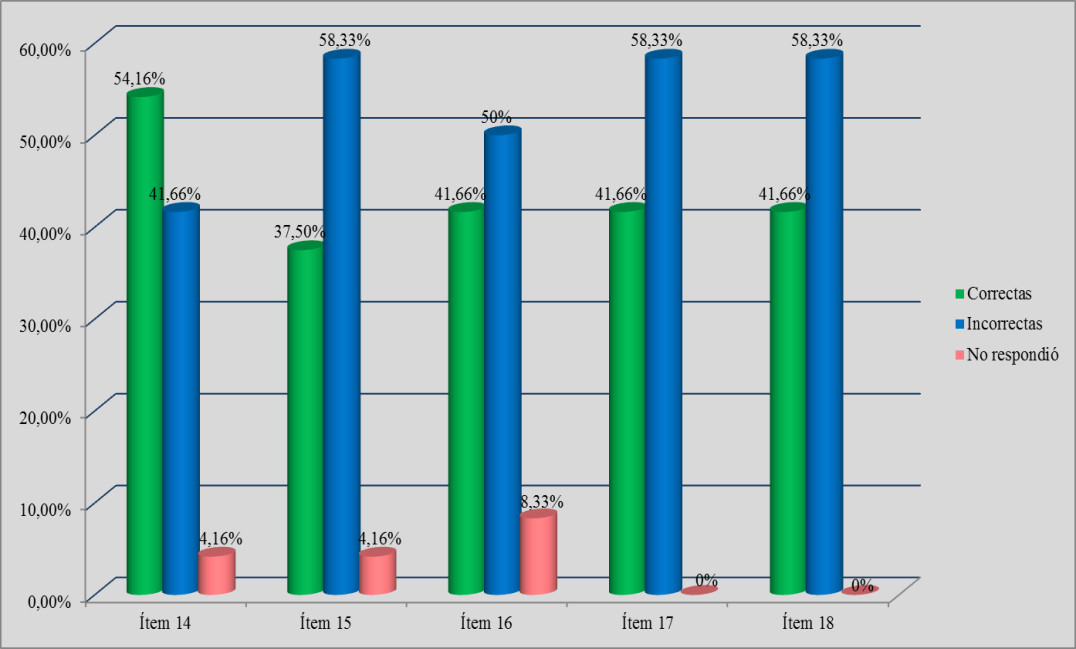 60,00%
50,00%
40,00%
30,00%
20,00%
10,00%
0,00%
54,16%
41,66%
4,16%
37,50%
58,33%
4,16%
41,66%
50%
8,33%
41,66%
58,33%
0%
41,66%
58,33%
0%
Ítem 14
Ítem 15
Ítem 16
Ítem 17
Ítem 18
Correctas
Incorrectas
No respondió